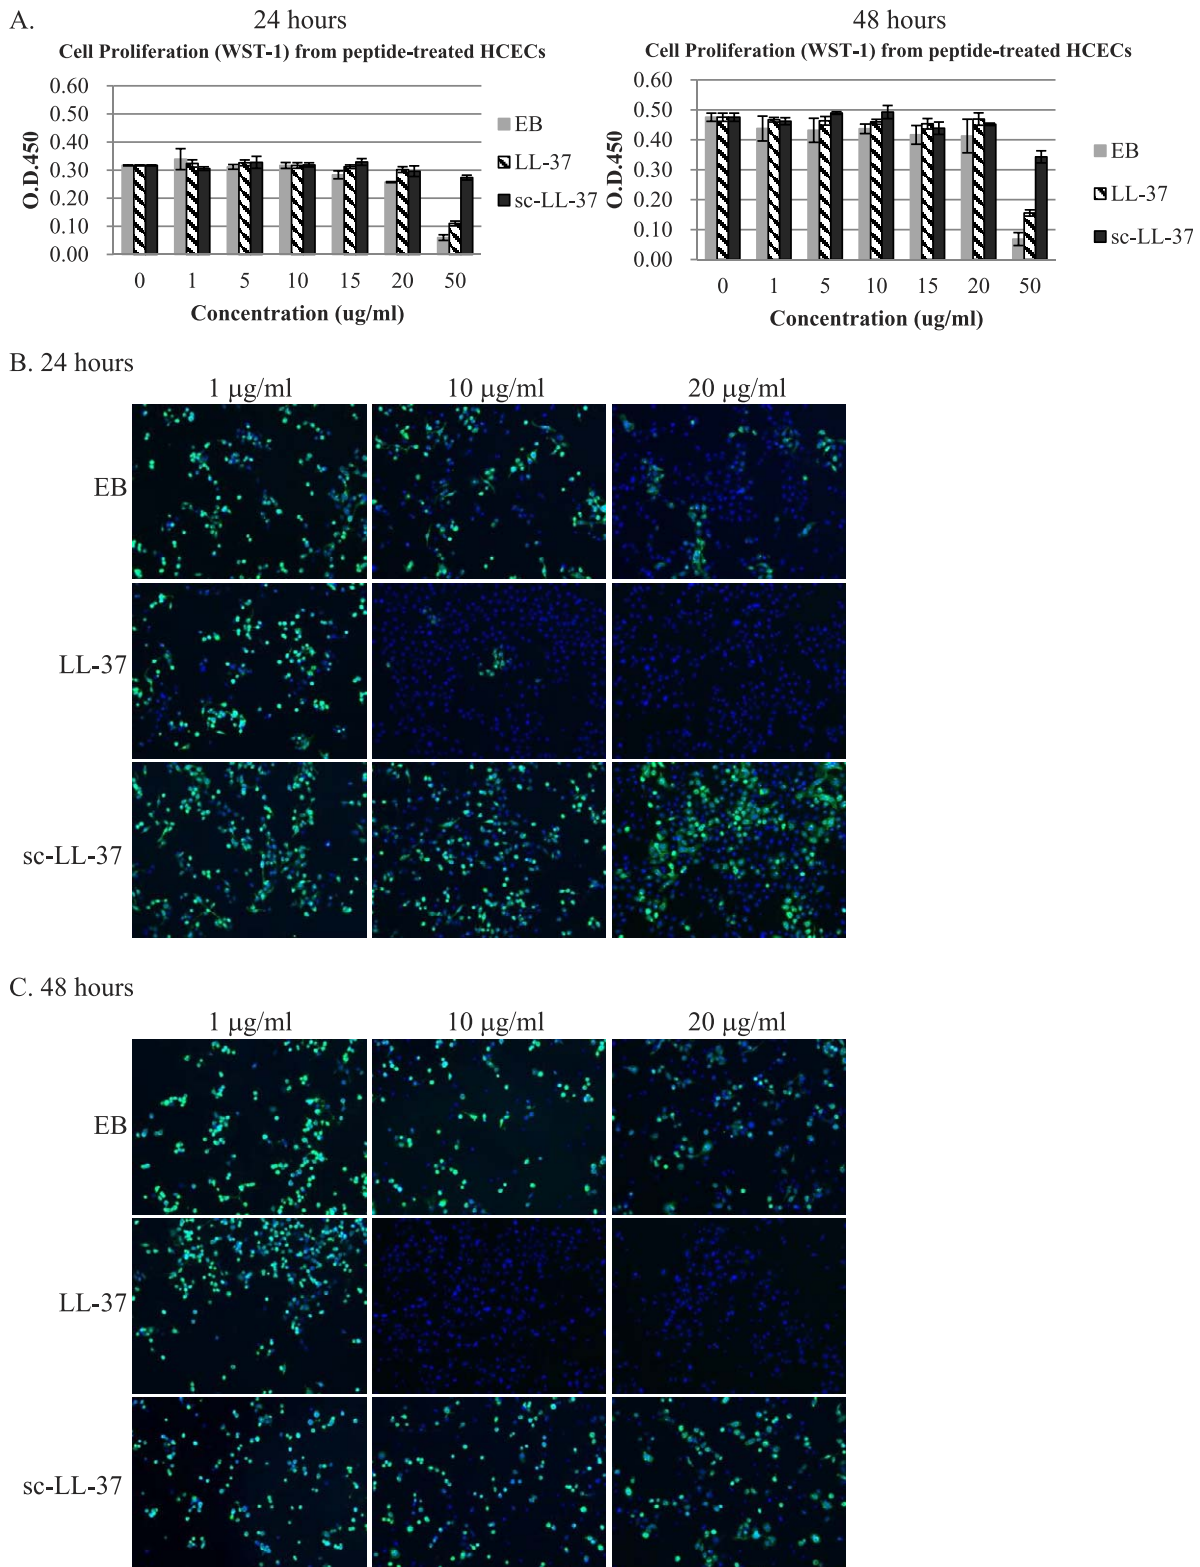 A.
24 hours
Cell Proliferation (WST-1) from peptide-treated HCECs
0.60
0.50
0.40
0.30
0.20
0.10
0.00
O.D.450
0 1 5 10 15 20 50
Concentration (ug/ml)
EB
LL-37
sc-LL-37
48 hours
Cell Proliferation (WST-1) from peptide-treated HCECs
0.60
0.50
0.40
0.30
0.20
0.10
0.00
O.D.450
0 1 5 10 15 20 50
Concentration (ug/ml)
EB
LL-37
sc-LL-37
B. 24 hours
1 µg/ml 10 µg/ml 20 µg/ml
EB
LL-37
sc-LL-37
C. 48 hours
1 µg/ml 10 µg/ml 20 µg/ml
EB
LL-37
sc-LL-37